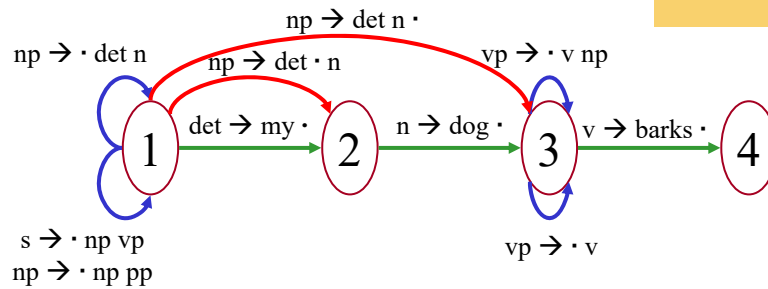 np → det n ·
np → · det n
np → det · n
vp → · v np
det → my ·
n → dog ·
v → barks ·
1
2
3
4
s → · np vp
np → · np pp
vp → · v